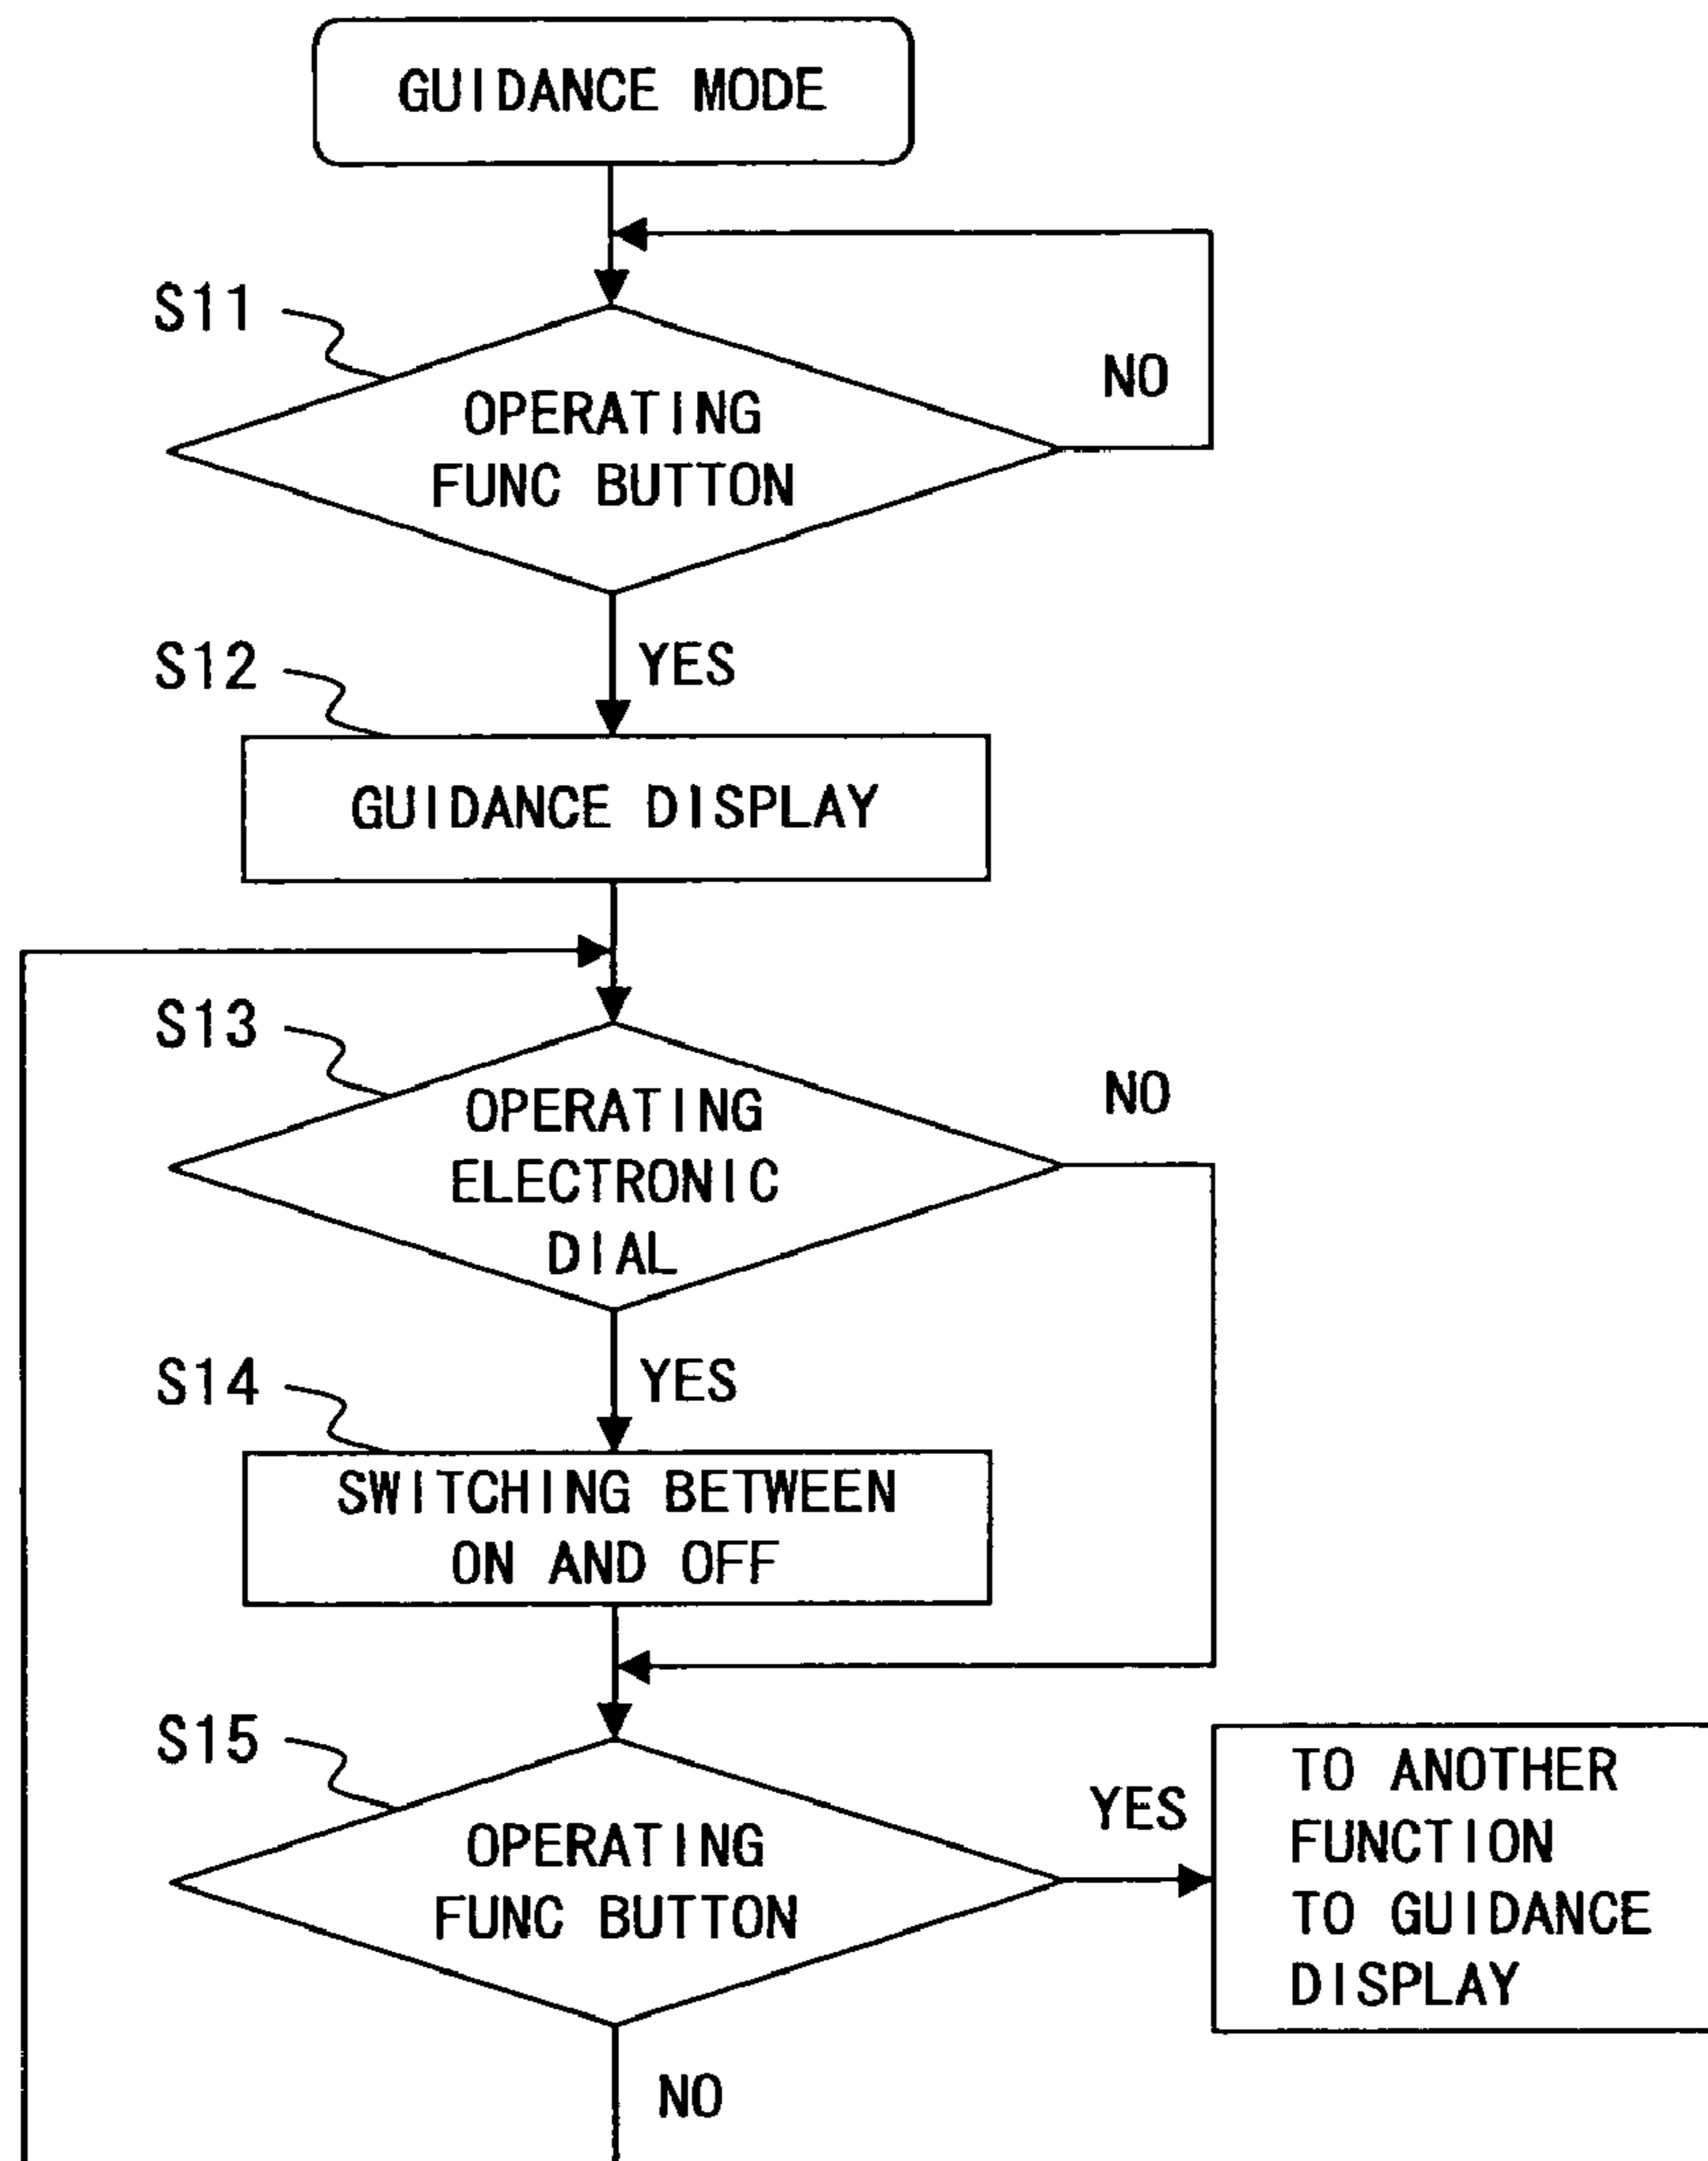 GUIDANCE MODE
S11
OPERATING
FUNC BUTTON
NO
YES
S12
GUIDANCE DISPLAY
S13
OPERATING
ELECTRONIC
DIAL
NO
YES
S14
SWITCHING BETWEEN
ON AND OFF
S15
OPERATING
FUNC BUTTON
YES
TO ANOTHER
FUNCTION
TO GUIDANCE
DISPLAY
NO